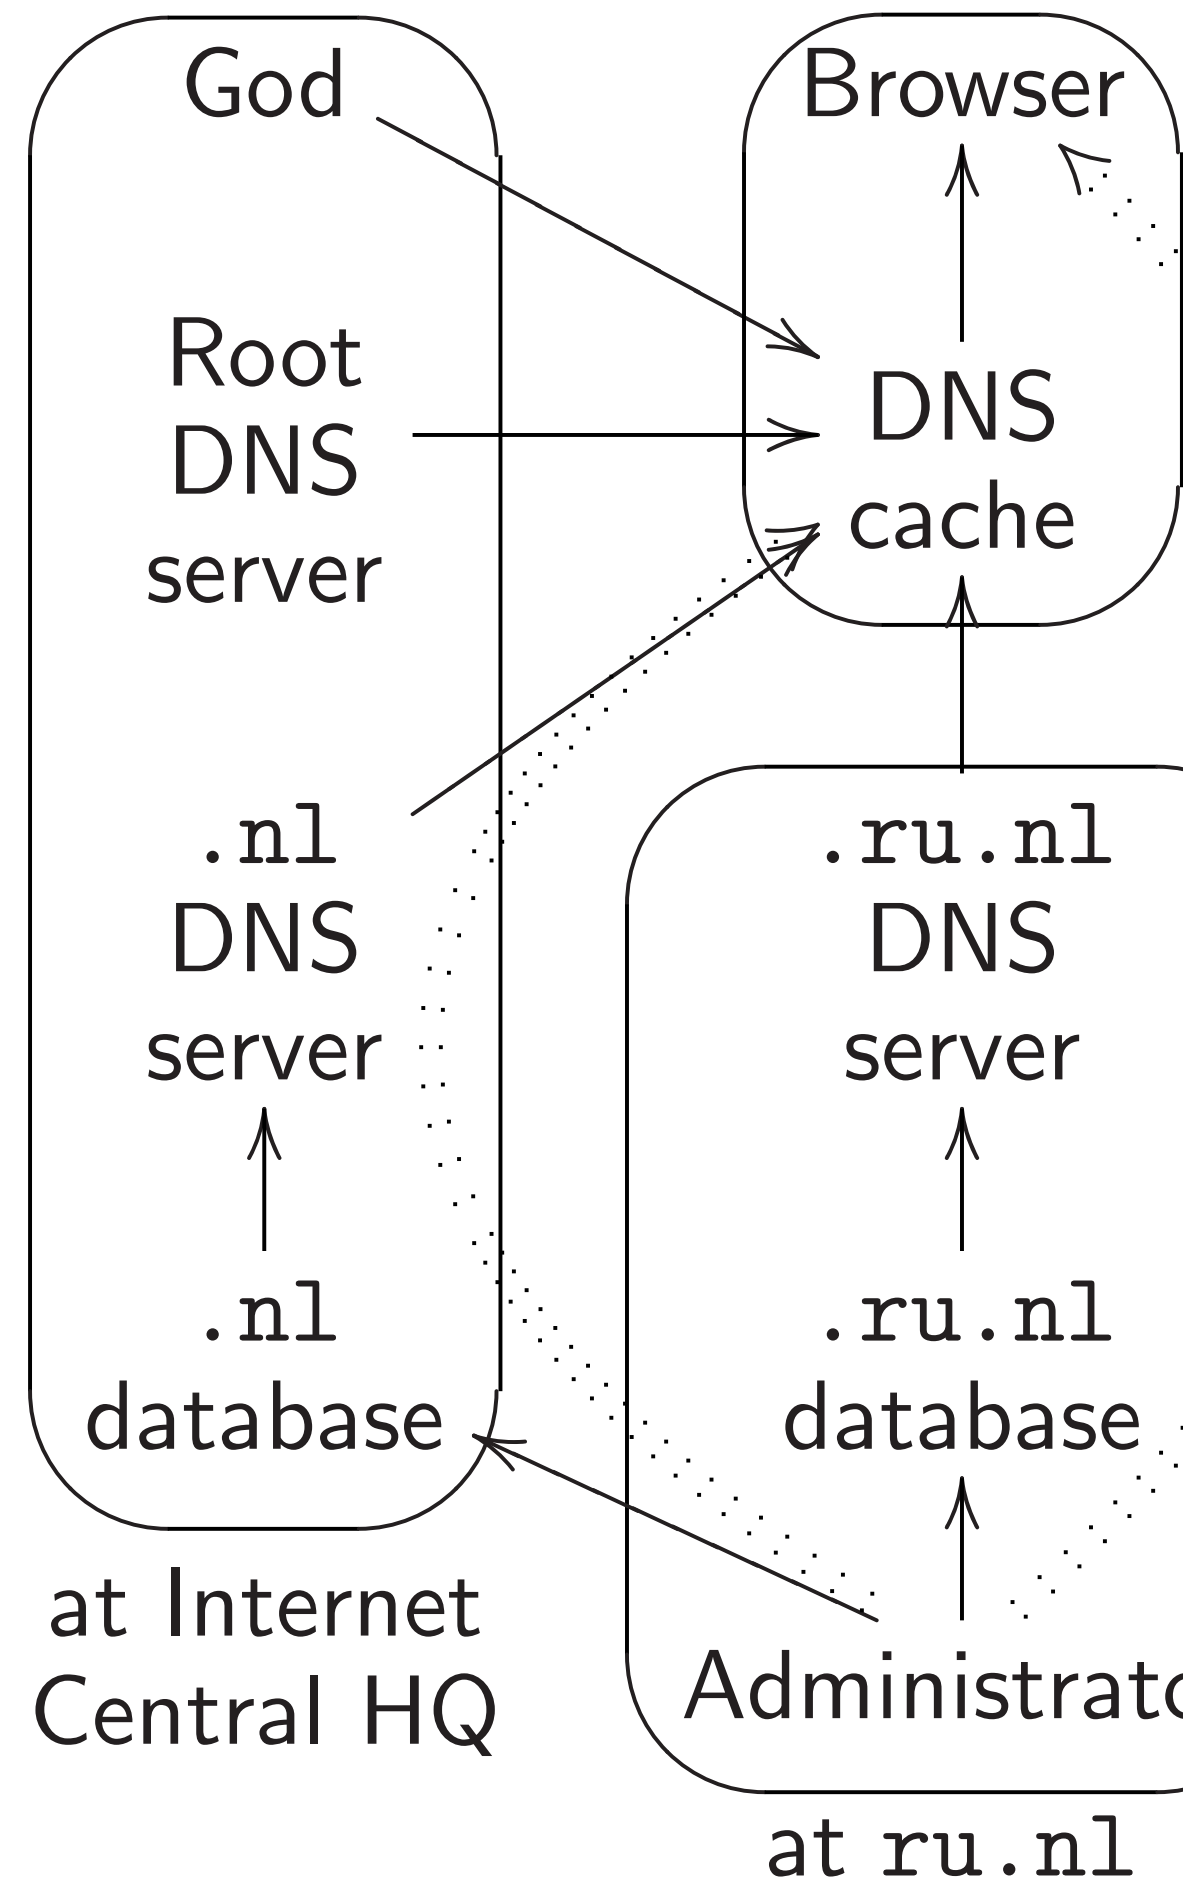 God
Root
DNS
server
.nl
DNS
server
.nl
database
at Internet
Central HQ
Browser
DNS
cache
.ru.nl
DNS
server
.ru.nl
database
at ru.nl